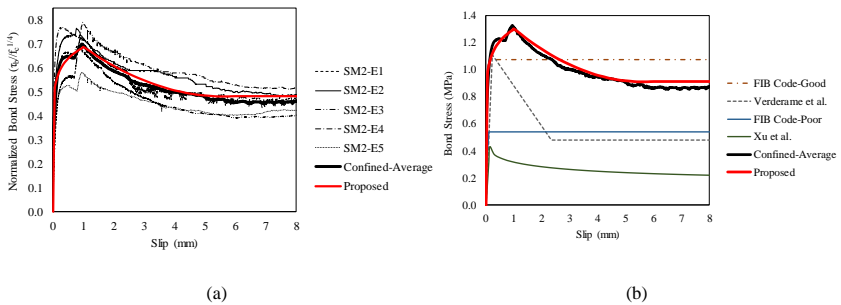 Normalized Bond Stress (τb/fc^1/4)
0.8
0.7
0.6
0.5
0.4
0.3
0.2
0.1
0.0
0 1 2 3 4 5 6 7 8
Slip (mm)
SM2-E1
SM2-E2
SM2-E3
SM2-E4
SM2-E5
Confined-Average
Proposed
(a)
Bond Stress (MPa)
1.4
1.2
1.0
0.8
0.6
0.4
0.2
0.0
0 1 2 3 4 5 6 7 8
Slip (mm)
FIB Code-Good
Verderame et al.
FIB Code-Poor
Xu et al.
Confined-Average
Proposed
(b)